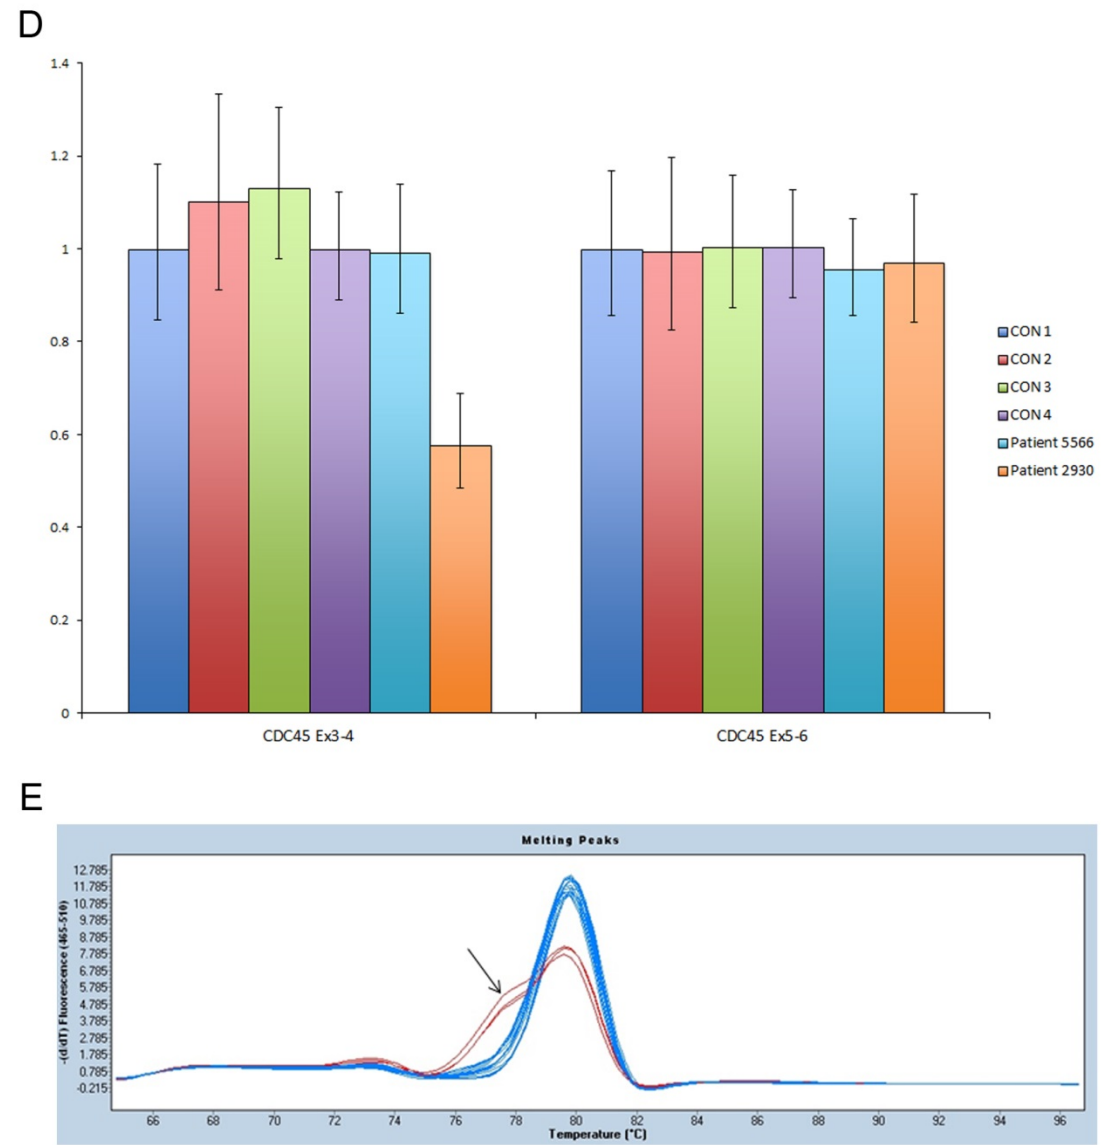 D
1.4
1.2
1
0.8
0.6
0.4
0.2
0
CDC45 Ex3-4
CDC45 Ex5-6
CON 1
CON 2
CON 3
CON 4
Patient 5566
Patient 2930
E
Melting Peaks
-(d/dT) Fluorescence (465-510)
12.785
11.785
10.785
9.785
8.785
7.785
6.785
5.785
4.785
3.785
2.785
1.785
0.785
-0.215
66 68 70 72 74 76 78 80 82 84 86 88 90 92 94 96
Temperature (°C)